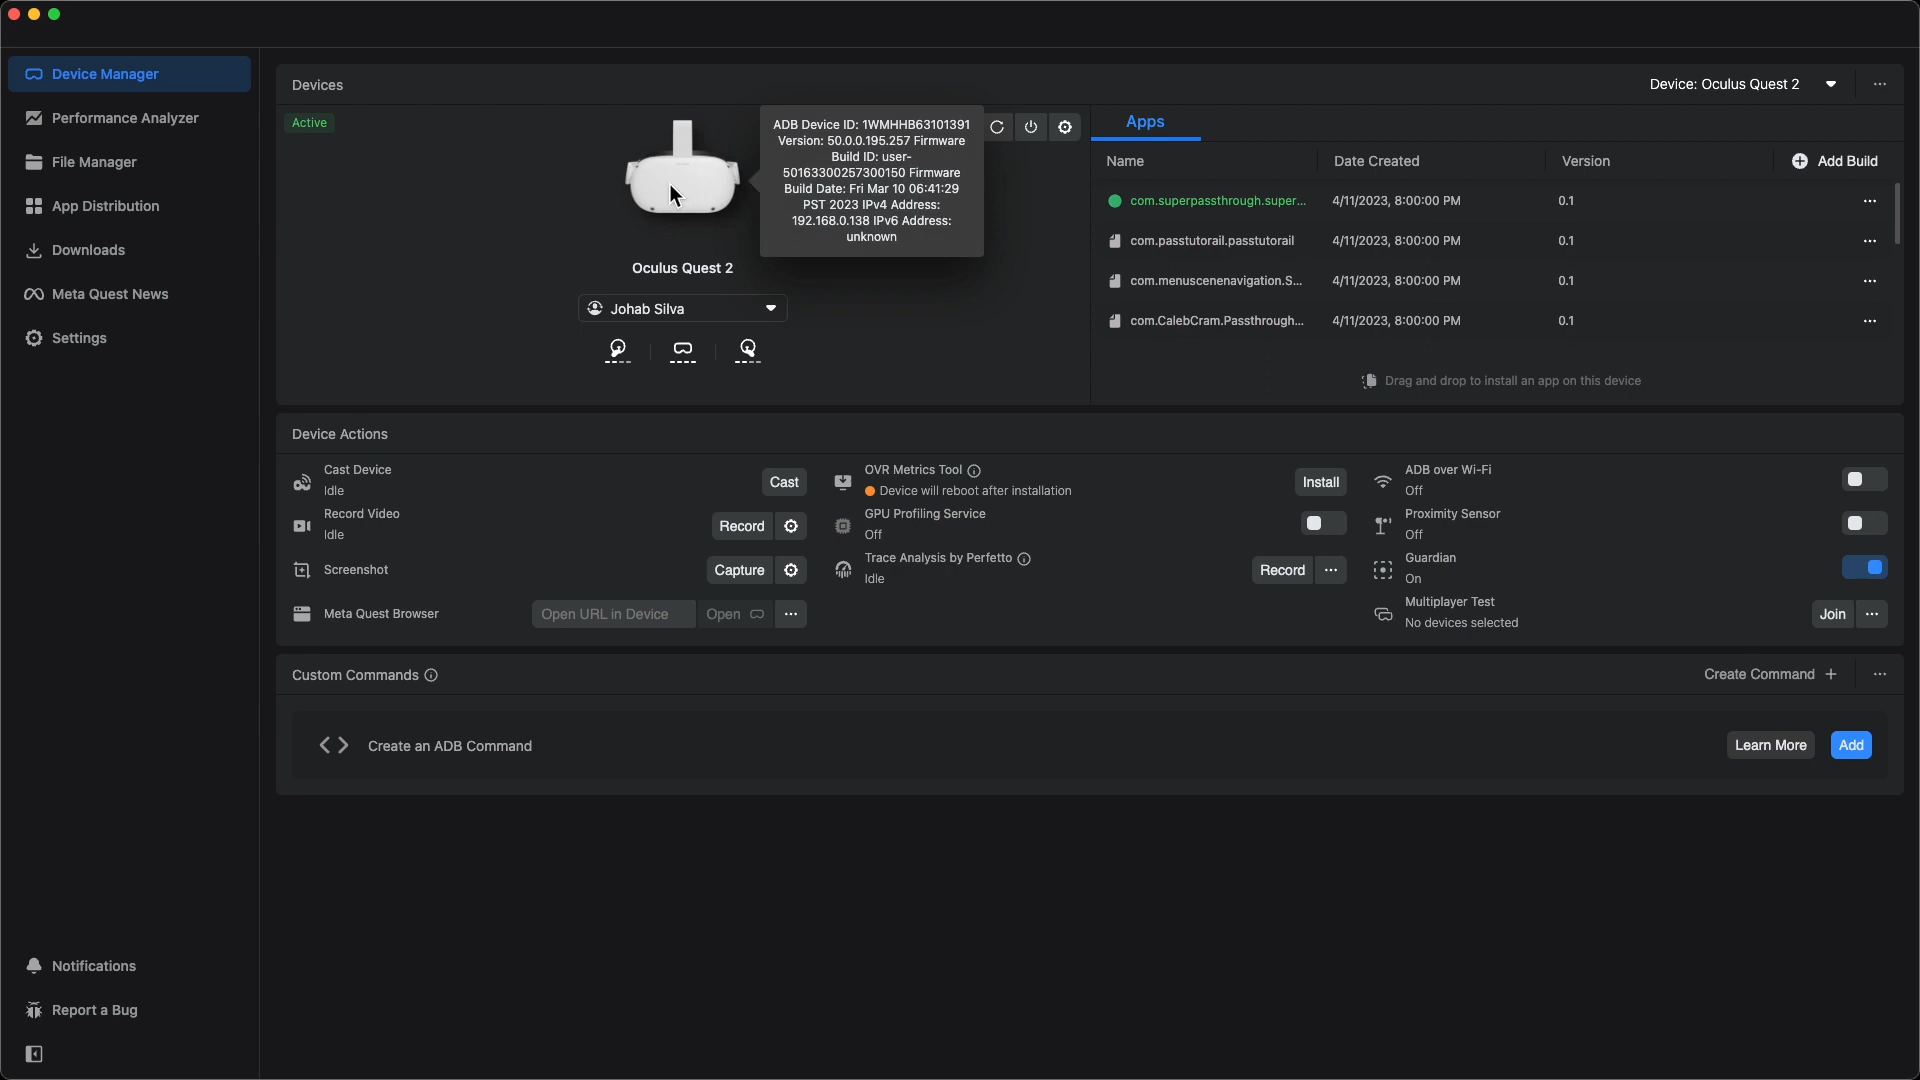 Device Manager
Performance Analyzer
File Manager
App Distribution
Downloads
Meta Quest News
Settings
Notifications
Report a Bug
Devices
Device: Oculus Quest 2
Active
ADB Device ID: 1WMHHB63101391
Version: 50.0.0.195.257 Firmware
Build ID: user-
50163300257300150 Firmware
Build Date: Fri Mar 10 06:41:29
PST 2023 IPv4 Address:
192.168.0.138 IPv6 Address:
unknown
Oculus Quest 2
Johab Silva
Apps
Name Date Created Version Add Build
com.superpassthrough.super... 4/11/2023, 8:00:00 PM 0.1
com.passtutorail.passtutorail 4/11/2023, 8:00:00 PM 0.1
com.menuscenenavigation.S... 4/11/2023, 8:00:00 PM 0.1
com.CalebCram.Passthrough... 4/11/2023, 8:00:00 PM 0.1
Drag and drop to install an app on this device
Device Actions
Cast Device
Idle
Cast
Record Video
Idle
Record
Screenshot
Capture
Meta Quest Browser
Open URL in Device
Open
OVR Metrics Tool
Device will reboot after installation
Install
GPU Profiling Service
Off
Trace Analysis by Perfetto
Idle
Record
ADB over Wi-Fi
Off
Proximity Sensor
Off
Guardian
On
Multiplayer Test
No devices selected
Join
Custom Commands
Create Command +
Create an ADB Command
Learn More
Add